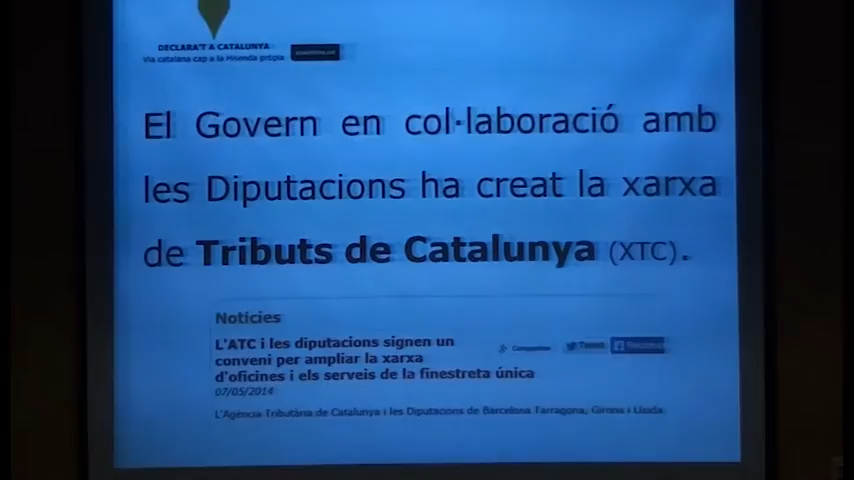 DECLARA'T A CATALUNYA
Via catalana cap a la Hisenda pròpia
El Govern en col·laboració amb
les Diputacions ha creat la xarxa
de Tributs de Catalunya (XTC).
Notícies
L'ATC i les diputacions signen un
conveni per ampliar la xarxa
d'oficines i els serveis de la finestreta única
Tweet
07/05/2014
L'Agència Tributària de Catalunya i les Diputacions de Barcelona Tarragona, Girona i Lleida